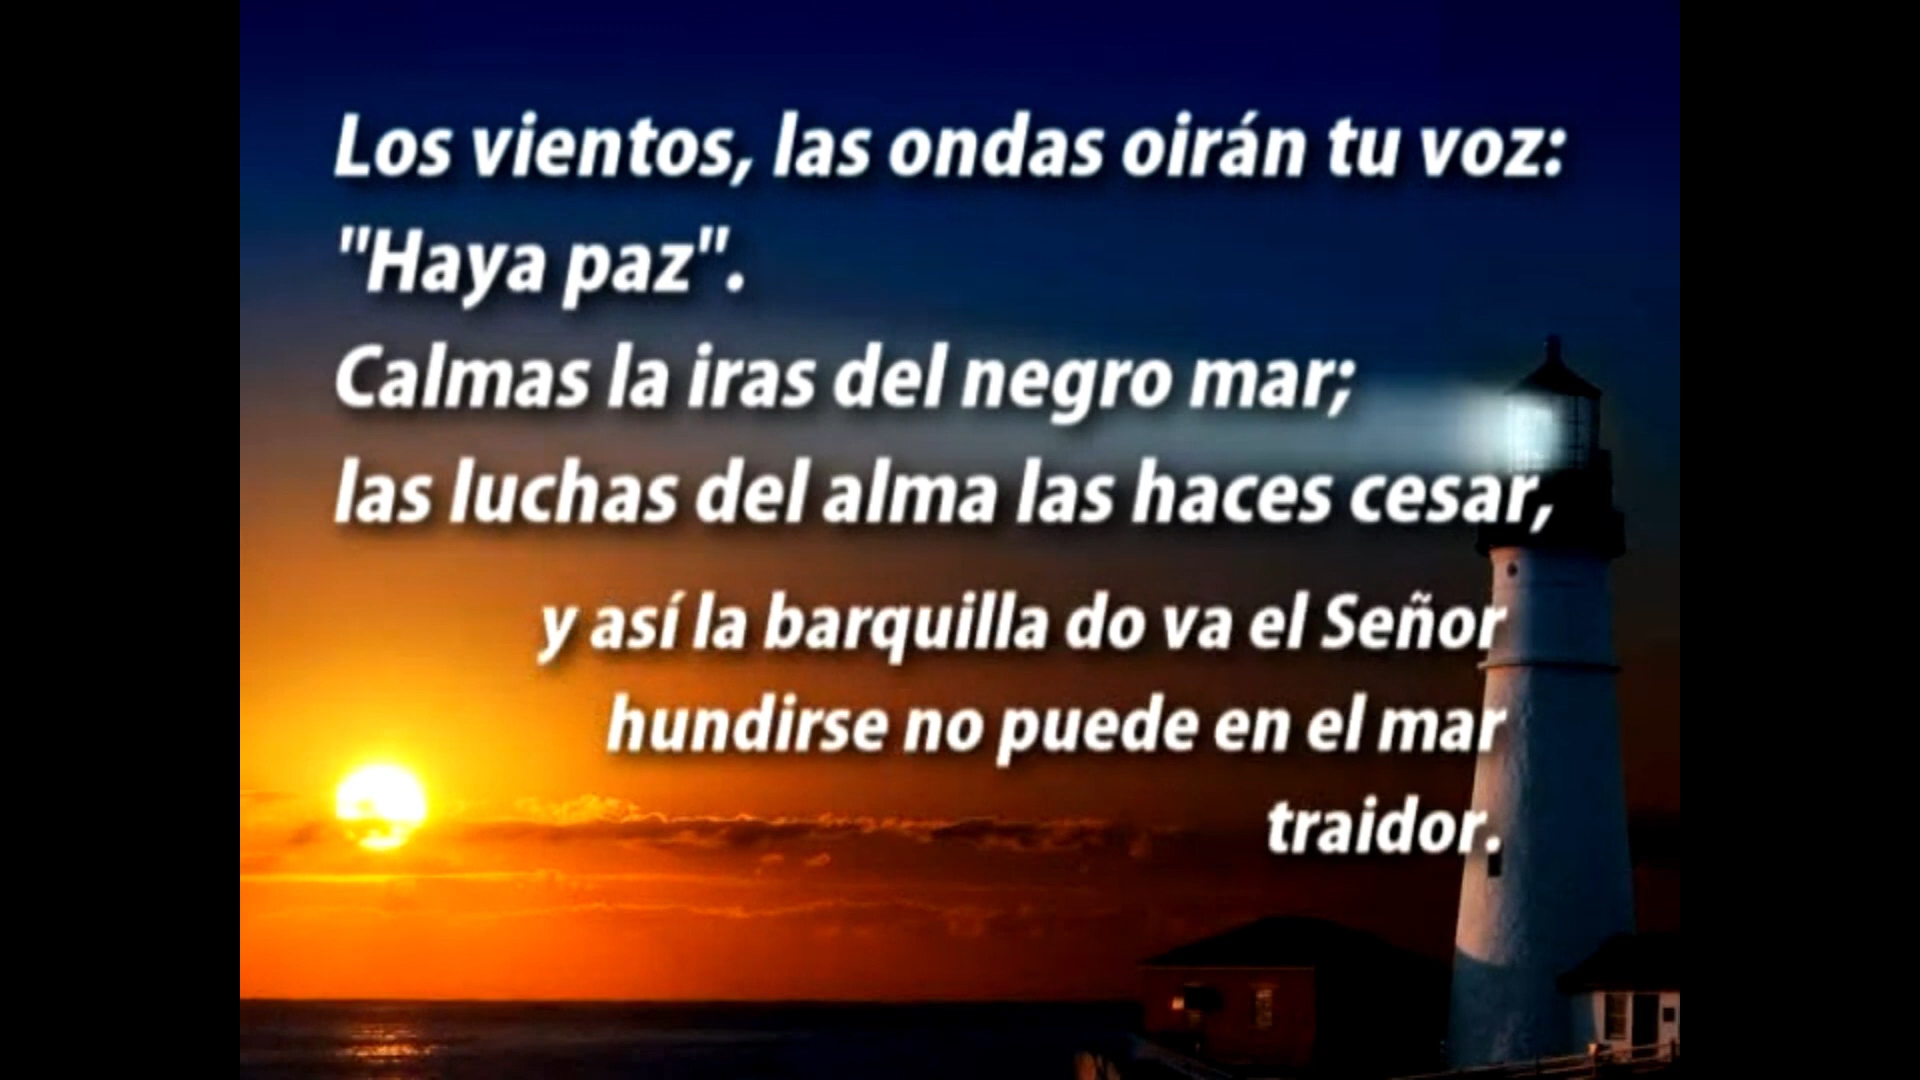 Los vientos, las ondas oirán tu voz:
"Haya paz".
Calmas la iras del negro mar;
las luchas del alma las haces cesar,
y así la barquilla do va el Señor
hundirse no puede en el mar
traidor.